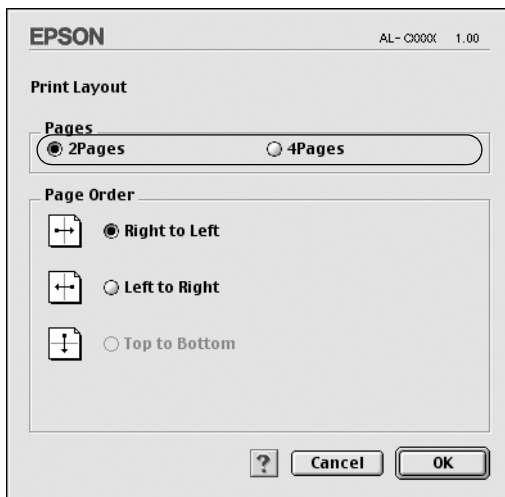 EPSON AL-CXXXX 1.00
Print Layout
Pages
2Pages 4Pages
Page Order
Right to Left
Left to Right
Top to Bottom
? Cancel OK